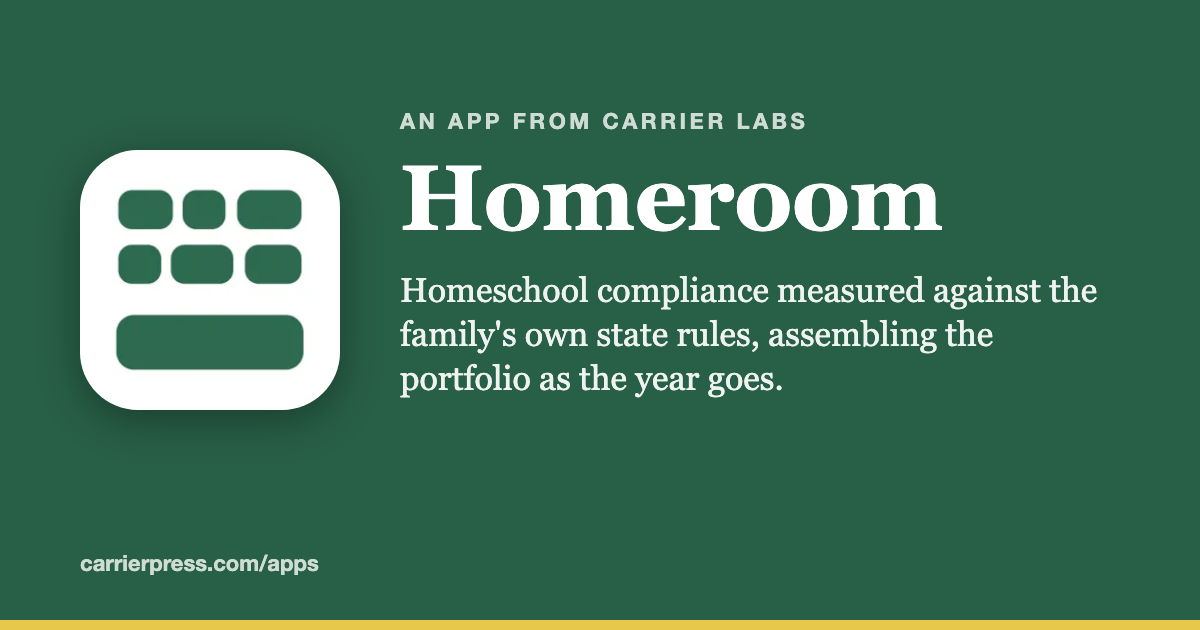 AN APP FROM CARRIER LABS
Homeroom
Homeschool compliance measured against the
family's own state rules, assembling the
portfolio as the year goes.
carrierpress.com/apps